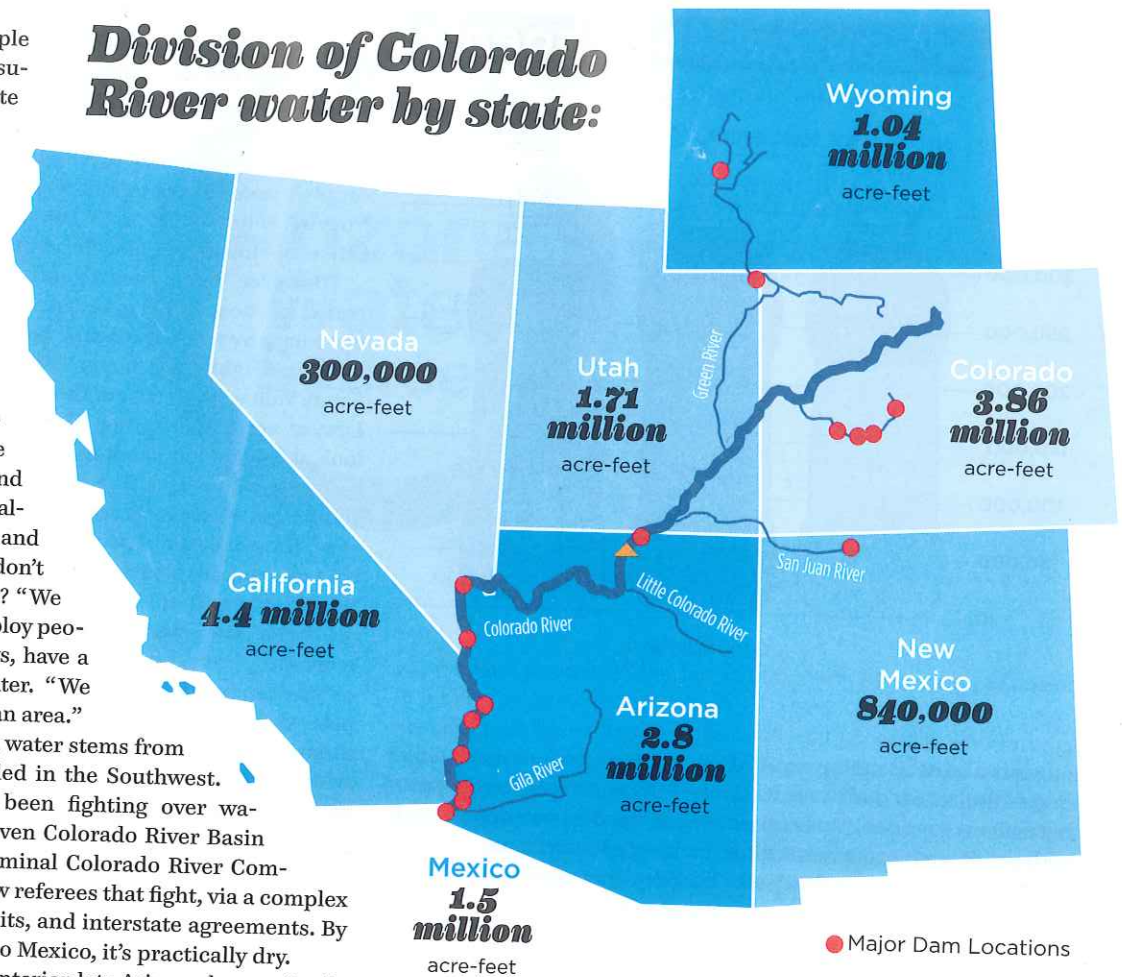 ple
su-
te
Division of Colorado
River water by state:
Wyoming
1.04
million
acre-feet
Nevada
300,000
acre-feet
Utah
1.71
million
acre-feet
Green River
Colorado
3.86
million
acre-feet
California
4.4 million
acre-feet
Colorado River
Little Colorado River
San Juan River
Arizona
2.8
million
acre-feet
Gila River
New
Mexico
840,000
acre-feet
Mexico
1.5
million
acre-feet
Major Dam Locations
e
nd
al-
and
don't
? "We
ploy peo-
s, have a
ter. "We
an area."
water stems from
led in the Southwest.
been fighting over wa-
ven Colorado River Basin
minal Colorado River Com-
w referees that fight, via a complex
its, and interstate agreements. By
o Mexico, it's practically dry.